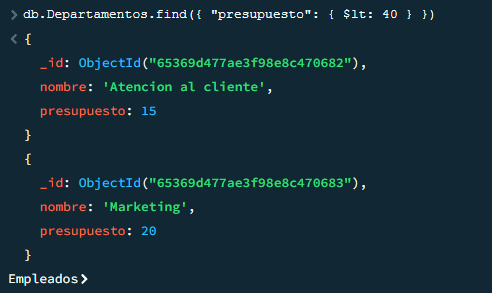 > db.Departamentos.find({ "presupuesto": { $lt: 40 } })
< {
_id: ObjectId("65369d477ae3f98e8c470682"),
nombre: 'Atencion al cliente',
presupuesto: 15
}
{
_id: ObjectId("65369d477ae3f98e8c470683"),
nombre: 'Marketing',
presupuesto: 20
}
Empleados>